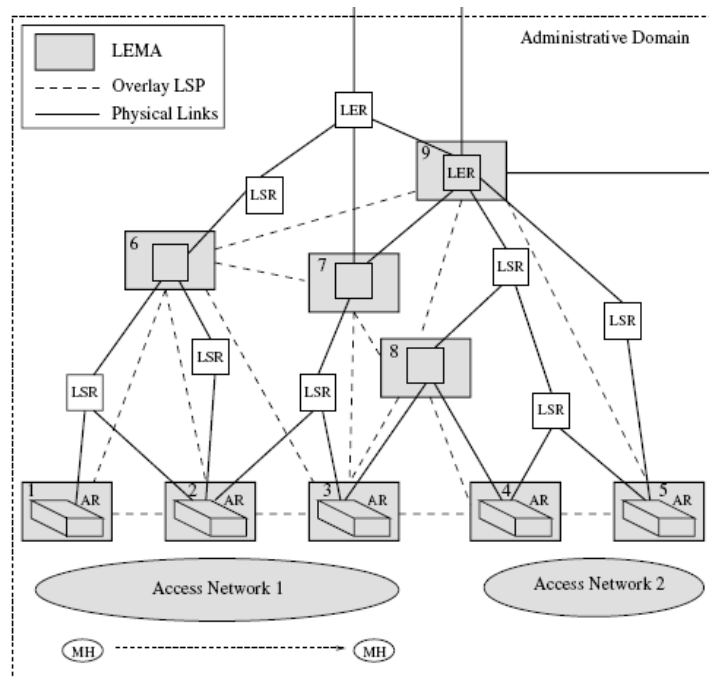 LEMA
Administrative Domain
Overlay LSP
Physical Links
LER
9
LER
LSR
6
7
LSR
8
LSR
LSR
LSR
LSR
LSR
1 AR
2 AR
3 AR
4 AR
5 AR
Access Network 1
Access Network 2
MH
MH